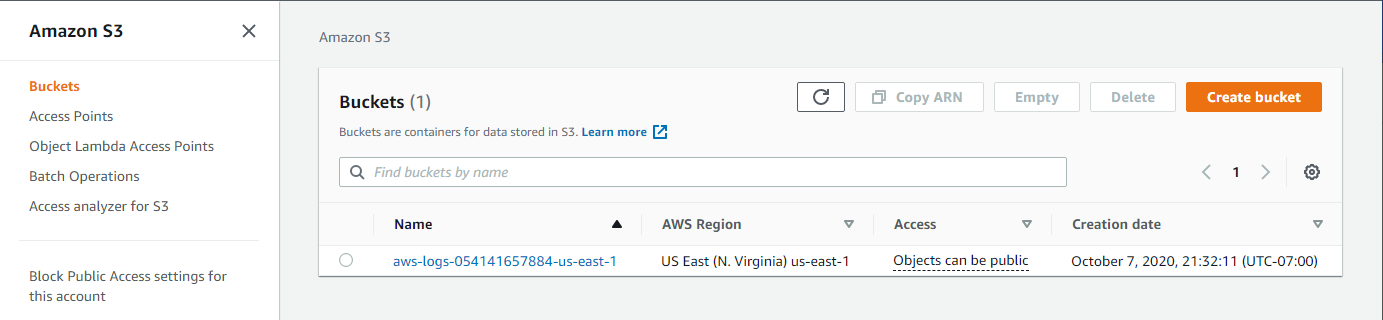 Amazon S3
Buckets
Access Points
Object Lambda Access Points
Batch Operations
Access analyzer for S3
Block Public Access settings for
this account
Amazon S3
Buckets (1)
Copy ARN
Empty
Delete
Create bucket
Buckets are containers for data stored in S3. Learn more
Find buckets by name
1
Name AWS Region Access Creation date
aws-logs-054141657884-us-east-1 US East (N. Virginia) us-east-1 Objects can be public October 7, 2020, 21:32:11 (UTC-07:00)